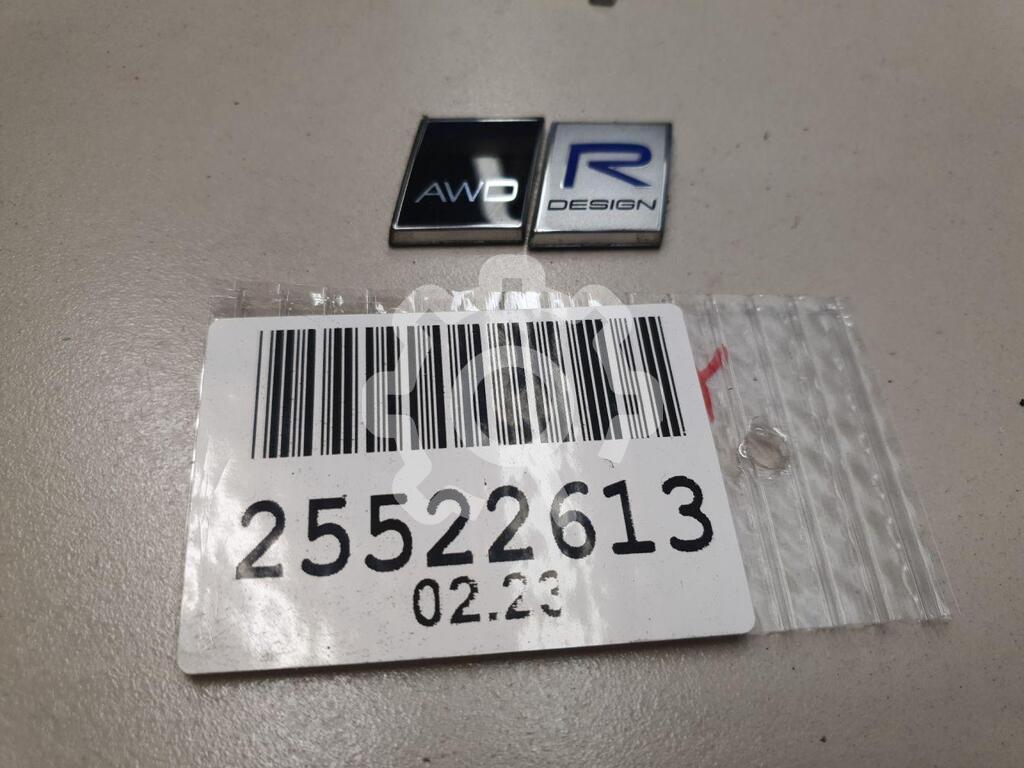 AWD
R
DESIGN
25522613
02.23